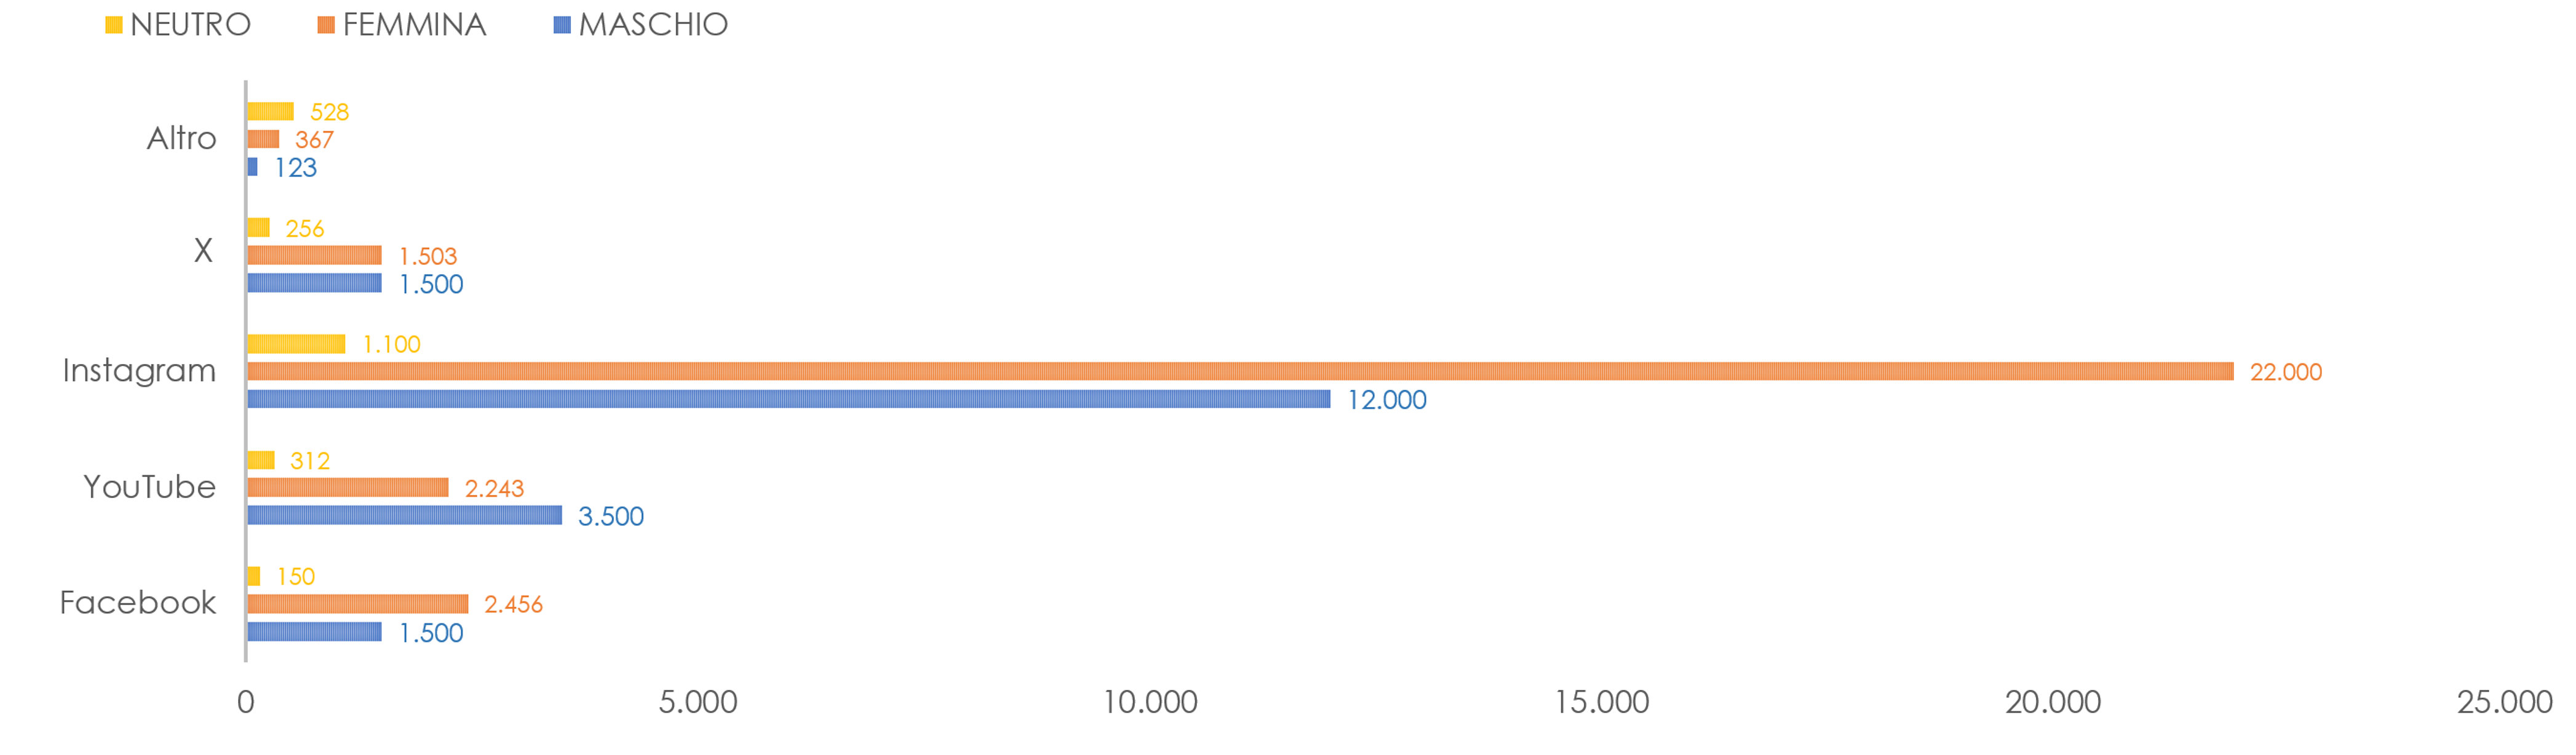 NEUTRO FEMMINA MASCHIO
528
Altro 367
123
256
X 1.503
1.500
1.100
Instagram 22.000
12.000
312
YouTube 2.243
3.500
150
Facebook 2.456
1.500
0 5.000 10.000 15.000 20.000 25.000